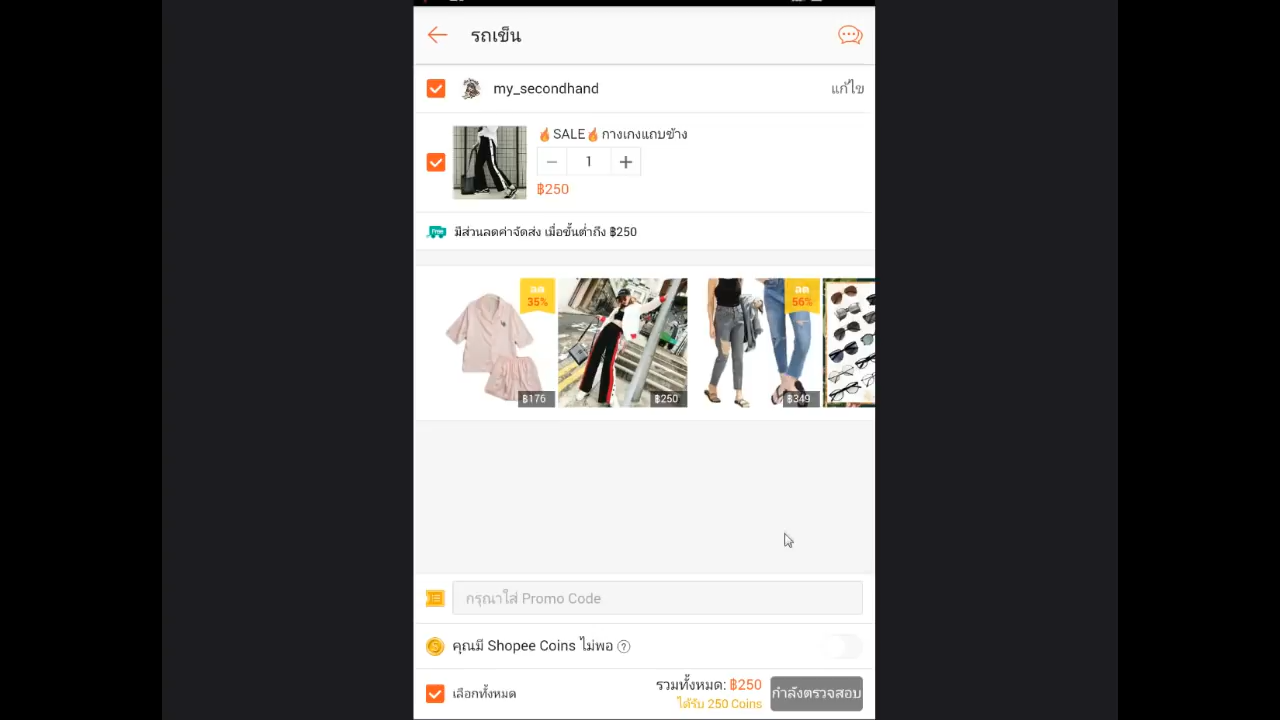 รถเข็น
my_secondhand
แก้ไข
🔥SALE🔥กางเกงแถบข้าง
− 1 +
฿250
Free
มีส่วนลดค่าจัดส่ง เมื่อขั้นต่ำถึง ฿250
ลด
35%
ลด
56%
฿176
฿250
฿349
กรุณาใส่ Promo Code
คุณมี Shopee Coins ไม่พอ ?
เลือกทั้งหมด
รวมทั้งหมด: ฿250
ได้รับ 250 Coins
กำลังตรวจสอบ